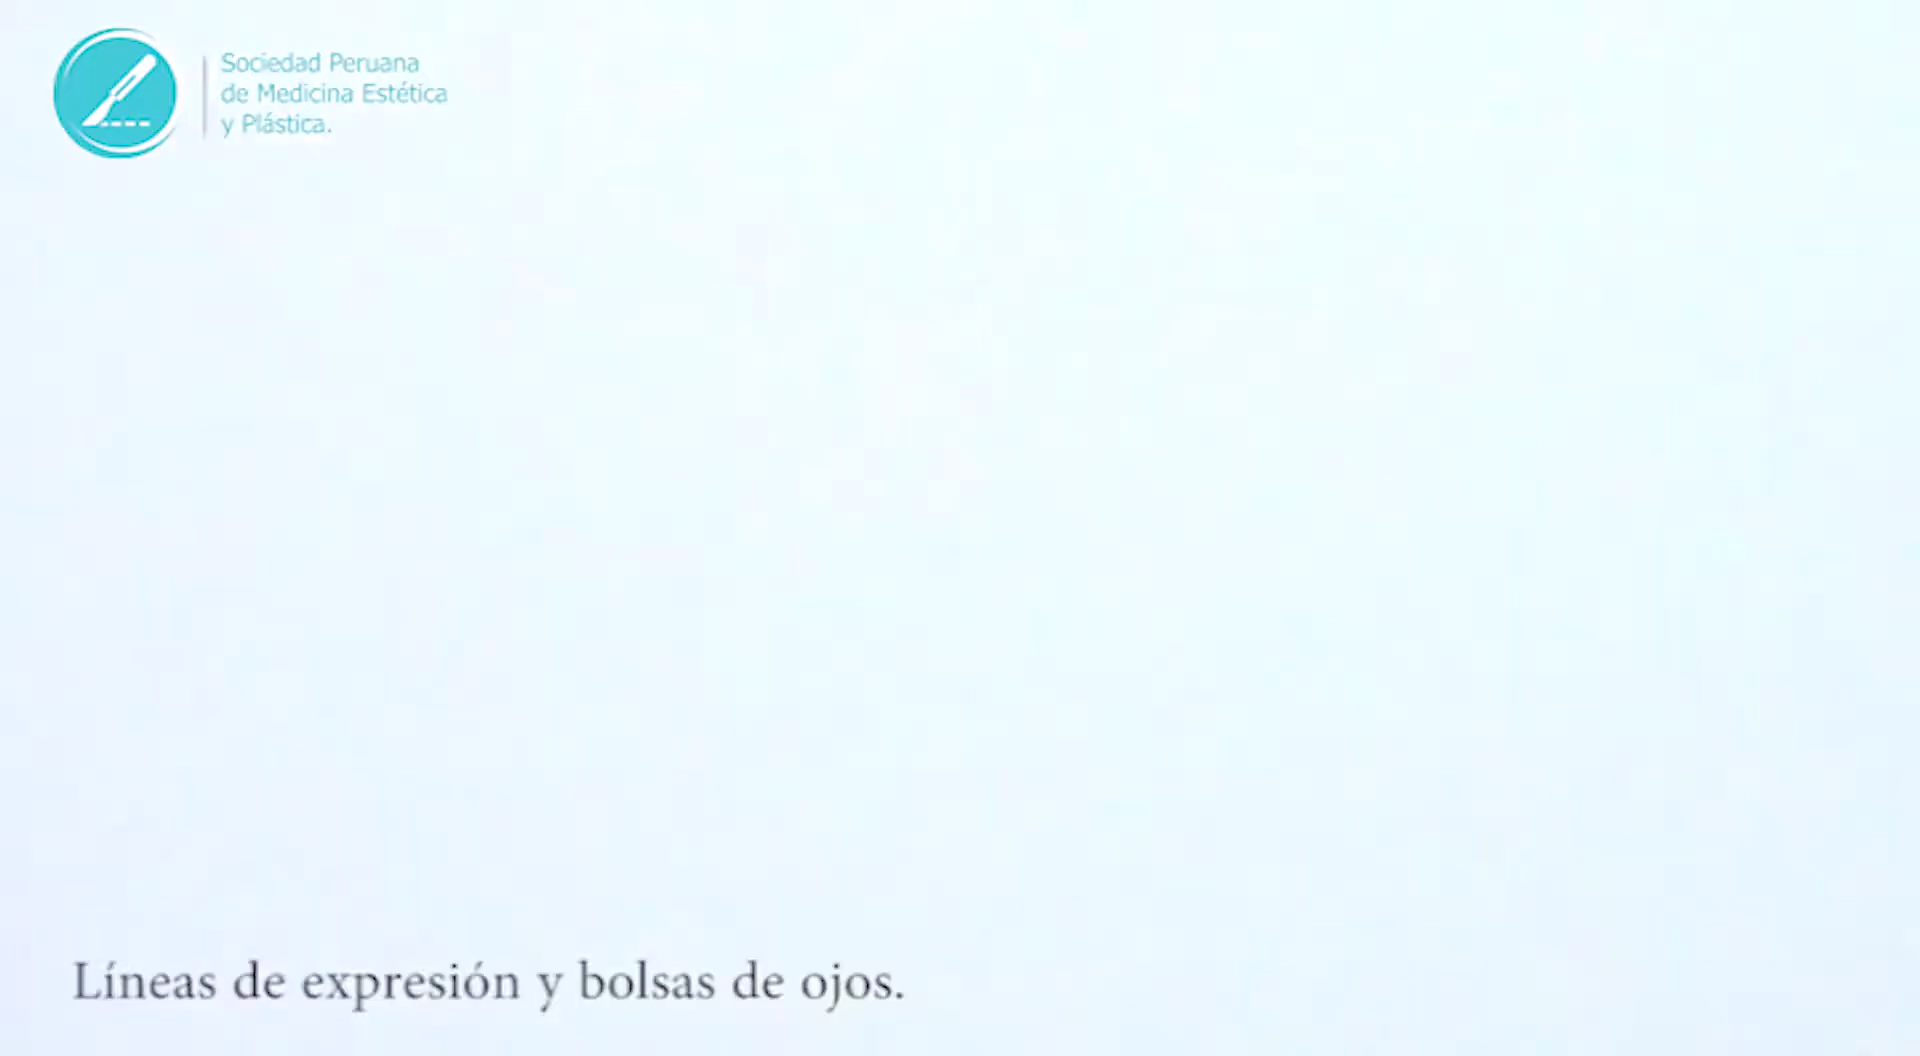 Sociedad Peruana
de Medicina Estética
y Plástica.
Líneas de expresión y bolsas de ojos.